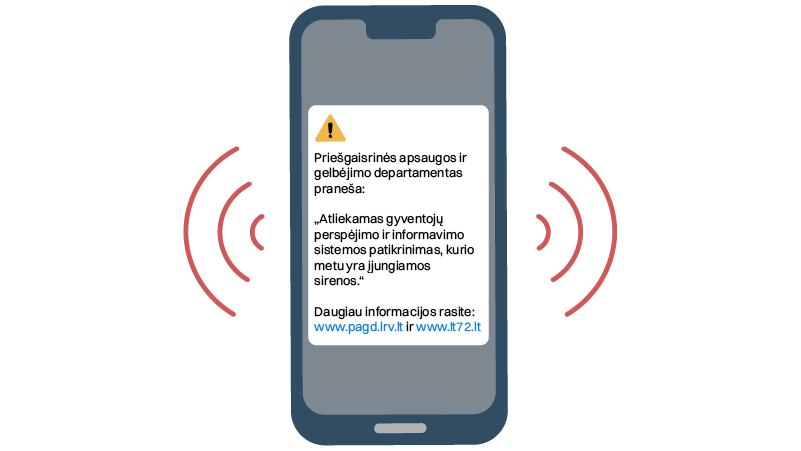 Priešgaisrinės apsaugos ir
gelbėjimo departamentas
praneša:
„Atliekamas gyventojų
perspėjimo ir informavimo
sistemos patikrinimas, kurio
metu yra įjungiamos
sirenos.“
Daugiau informacijos rasite:
www.pagd.lrv.lt ir www.lt72.lt